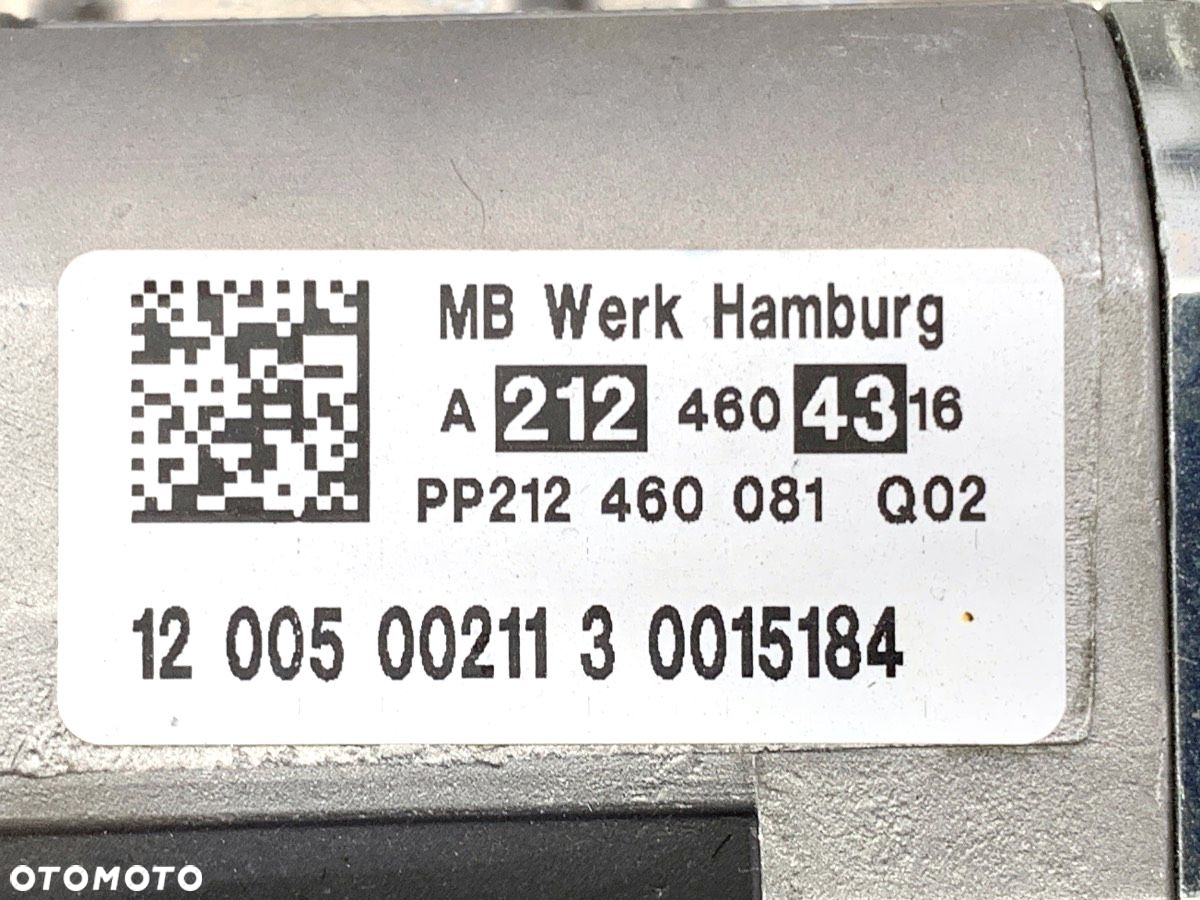 MB Werk Hamburg
A 212 460 43 16
PP212 460 081 Q02
12 005 00211 3 0015184
OTOMOTO